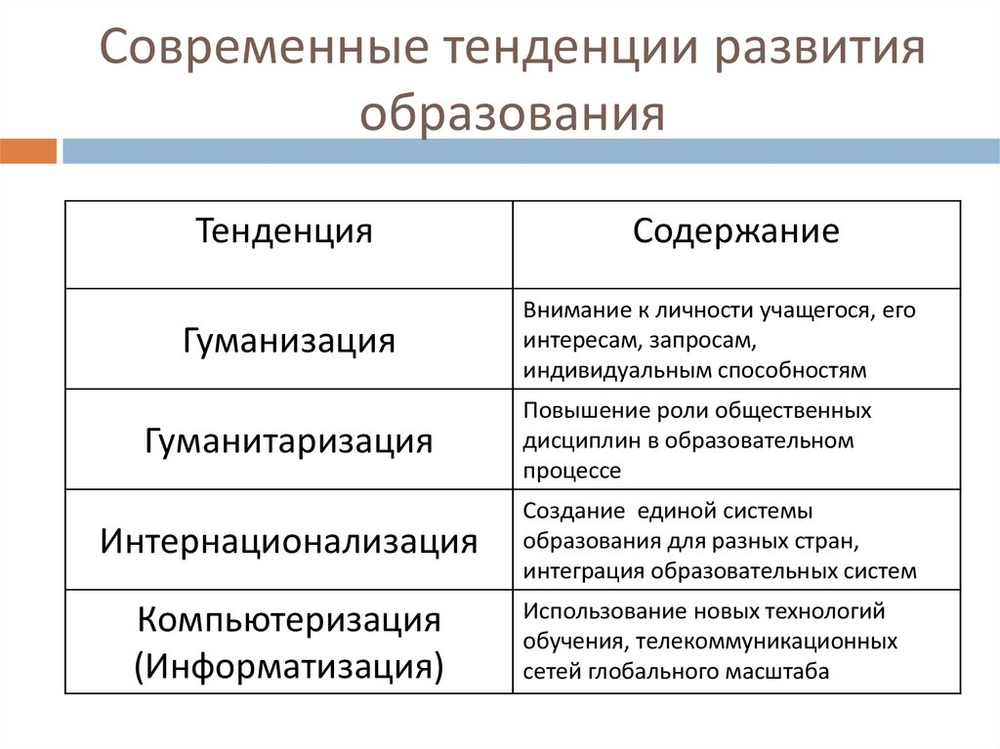 Современные тенденции развития
образования
Тенденция
Содержание
Гуманизация
Внимание к личности учащегося, его
интересам, запросам,
индивидуальным способностям
Гуманитаризация
Повышение роли общественных
дисциплин в образовательном
процессе
Интернационализация
Создание единой системы
образования для разных стран,
интеграция образовательных систем
Компьютеризация
(Информатизация)
Использование новых технологий
обучения, телекоммуникационных
сетей глобального масштаба